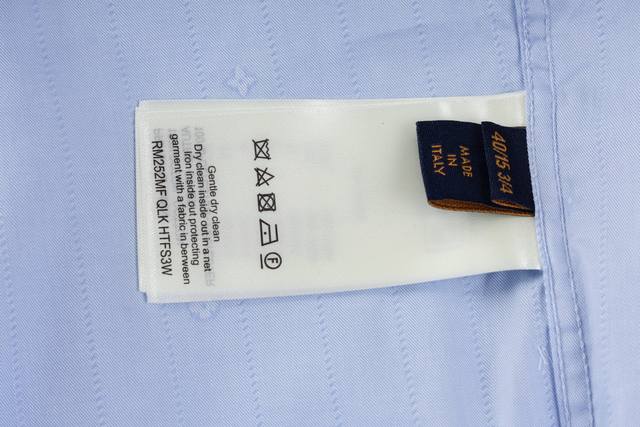 Gentle dry clean
Dry clean inside out in a net
Iron inside out protecting
garment with a fabric in berween
RM252MF QLK HTFS3W
F
MADE
IN
ITALY
40/15 3/4